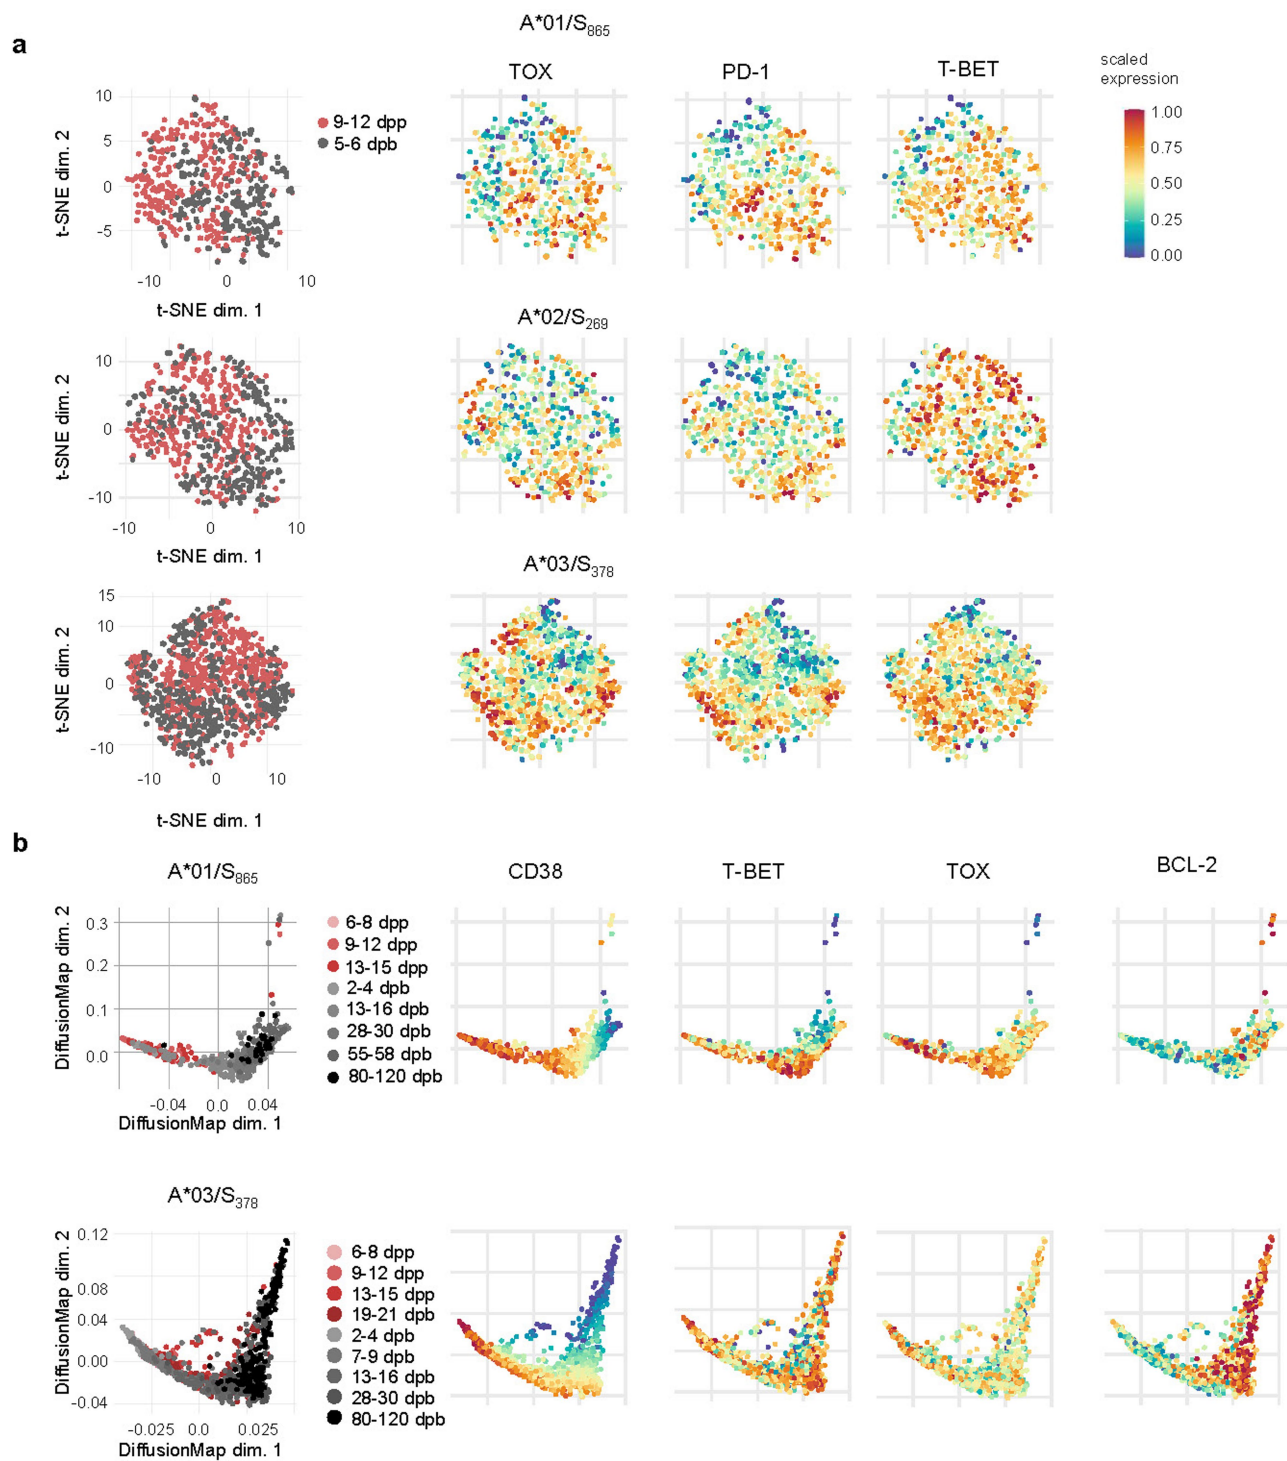 a
A*01/S865
TOX
PD-1
T-BET
scaled
expression
1.00
0.75
0.50
0.25
0.00
10
5
0
-5
t-SNE dim. 2
-10
0
10
t-SNE dim. 1
9-12 dpp
5-6 dpb
A*02/S269
10
0
-10
t-SNE dim. 2
-10
0
10
t-SNE dim. 1
A*03/S378
15
10
0
-10
t-SNE dim. 2
-10
0
10
t-SNE dim. 1
b
A*01/S865
CD38
T-BET
TOX
BCL-2
0.3
0.2
0.1
0.0
DiffusionMap dim. 2
-0.04
0.0
0.04
DiffusionMap dim. 1
6-8 dpp
9-12 dpp
13-15 dpp
2-4 dpb
13-16 dpb
28-30 dpb
55-58 dpb
80-120 dpb
A*03/S378
0.12
0.08
0.04
0.00
-0.04
DiffusionMap dim. 2
-0.025
0.0
0.025
DiffusionMap dim. 1
6-8 dpp
9-12 dpp
13-15 dpp
19-21 dpb
2-4 dpb
7-9 dpb
13-16 dpb
28-30 dpb
80-120 dpb